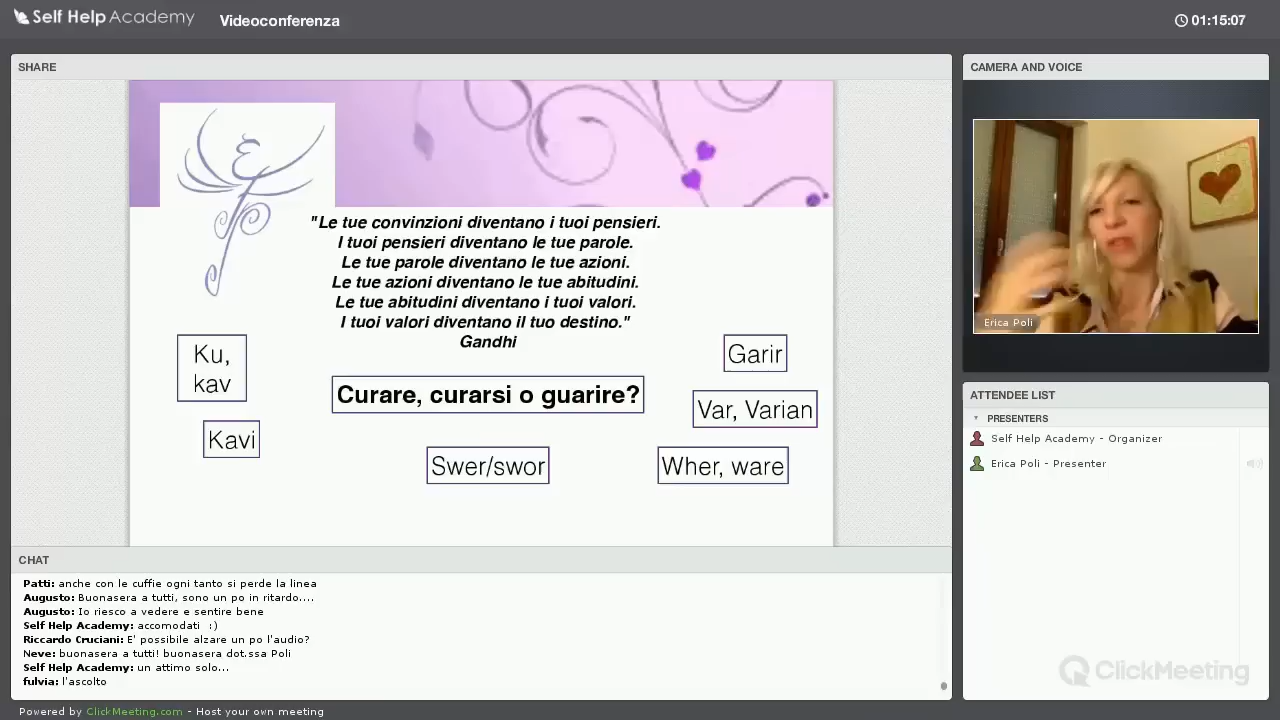 Self Help Academy
Videoconferenza
01:15:07
SHARE
"Le tue convinzioni diventano i tuoi pensieri.
I tuoi pensieri diventano le tue parole.
Le tue parole diventano le tue azioni.
Le tue azioni diventano le tue abitudini.
Le tue abitudini diventano i tuoi valori.
I tuoi valori diventano il tuo destino."
Gandhi
Ku,
kav
Kavi
Curare, curarsi o guarire?
Swer/swor
Garir
Var, Varian
Wher, ware
CAMERA AND VOICE
Erica Poli
ATTENDEE LIST
PRESENTERS
Self Help Academy - Organizer
Erica Poli - Presenter
CHAT
Patti: anche con le cuffie ogni tanto si perde la linea
Augusto: Buonasera a tutti, sono un po in ritardo....
Augusto: Io riesco a vedere e sentire bene
Self Help Academy: accomodati :)
Riccardo Cruciani: E' possibile alzare un po l'audio?
Neve: buonasera a tutti! buonasera dot.ssa Poli
Self Help Academy: un attimo solo...
fulvia: l'ascolto
ClickMeeting
Powered by ClickMeeting.com - Host your own meeting